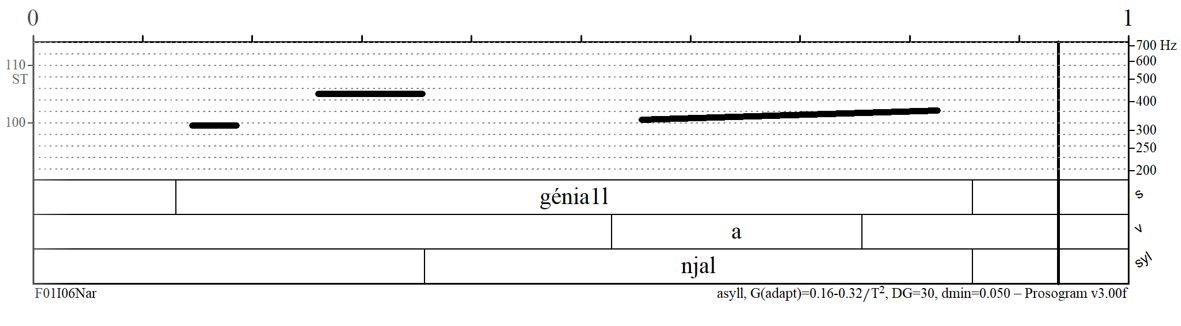 0 1
110
ST
100
700 Hz
600
500
400
300
250
200
génia1l
s
a
v
njal
syl
F01I06Nar
asyll, G(adapt)=0.16-0.32/T², DG=30, dmin=0.050 – Prosogram v3.00f